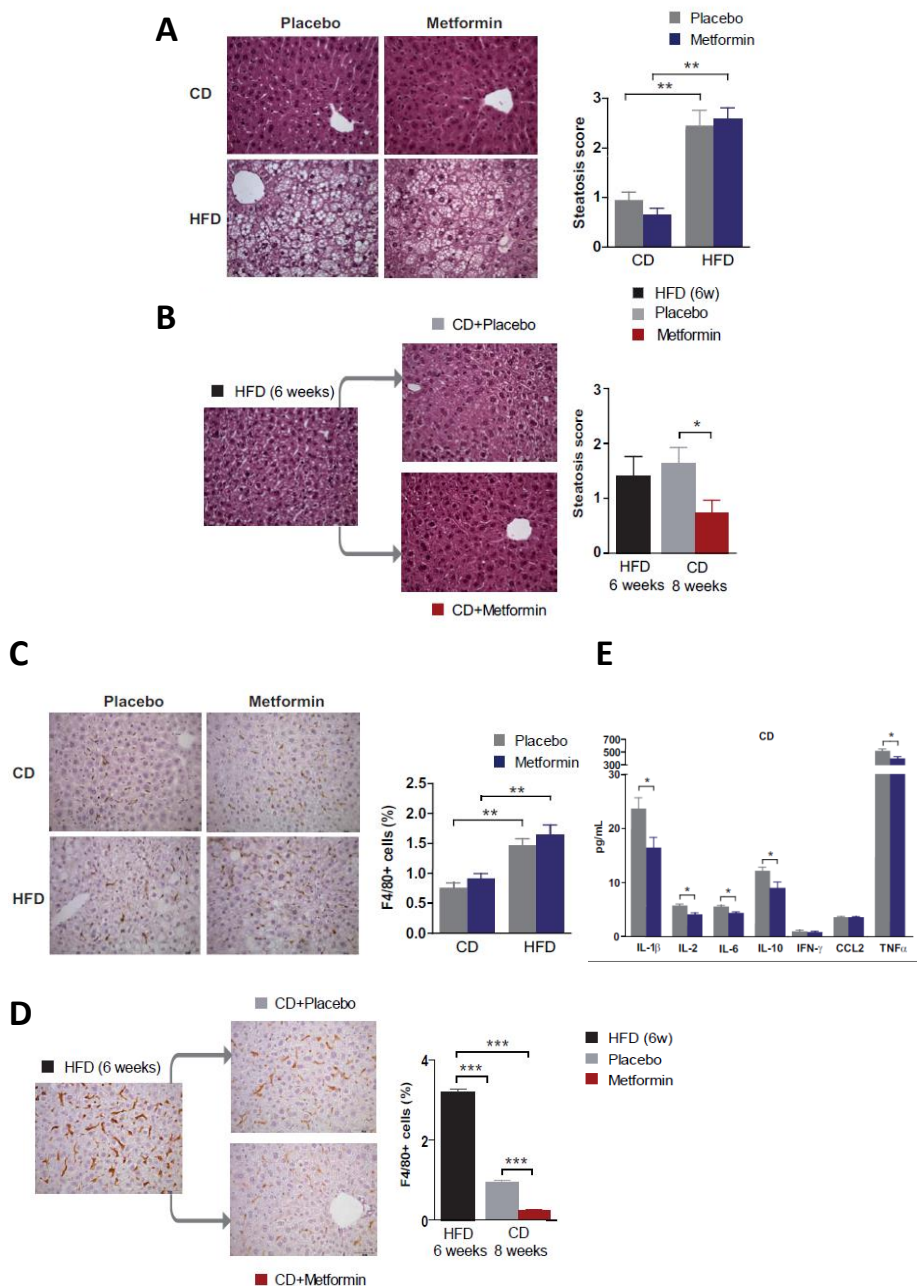 A
Placebo Metformin
CD
HFD
Placebo
Metformin
**
**
3
2
1
0
Steatosis score
CD HFD
B
CD+Placebo
HFD (6 weeks)
CD+Metformin
HFD (6w)
Placebo
Metformin
*
3
2
1
0
Steatosis score
HFD CD
6 weeks 8 weeks
C
Placebo Metformin
CD
HFD
Placebo
Metformin
**
**
2.5
2.0
1.5
1.0
0.5
0.0
F4/80+ cells (%)
CD HFD
E
CD
700
500
300
30
20
10
0
pg/mL
* * * * *
IL-1β IL-2 IL-6 IL-10 IFN-γ CCL2 TNFα
D
CD+Placebo
HFD (6 weeks)
CD+Metformin
HFD (6w)
Placebo
Metformin
***
***
***
4
2
0
F4/80+ cells (%)
HFD CD
6 weeks 8 weeks